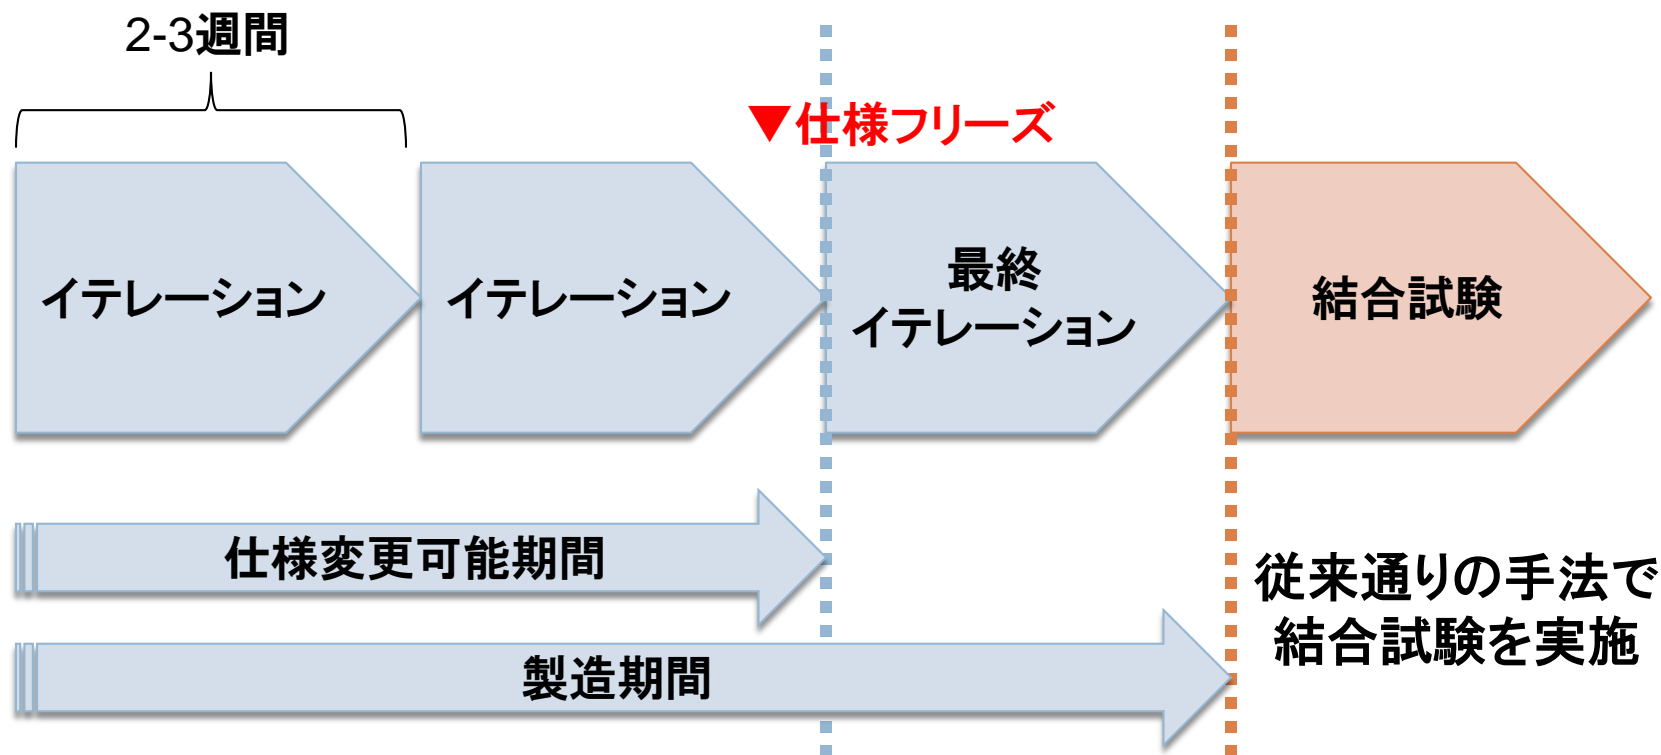 2-3週間
▼仕様フリーズ
イテレーション
イテレーション
最終
イテレーション
結合試験
仕様変更可能期間
製造期間
従来通りの手法で
結合試験を実施